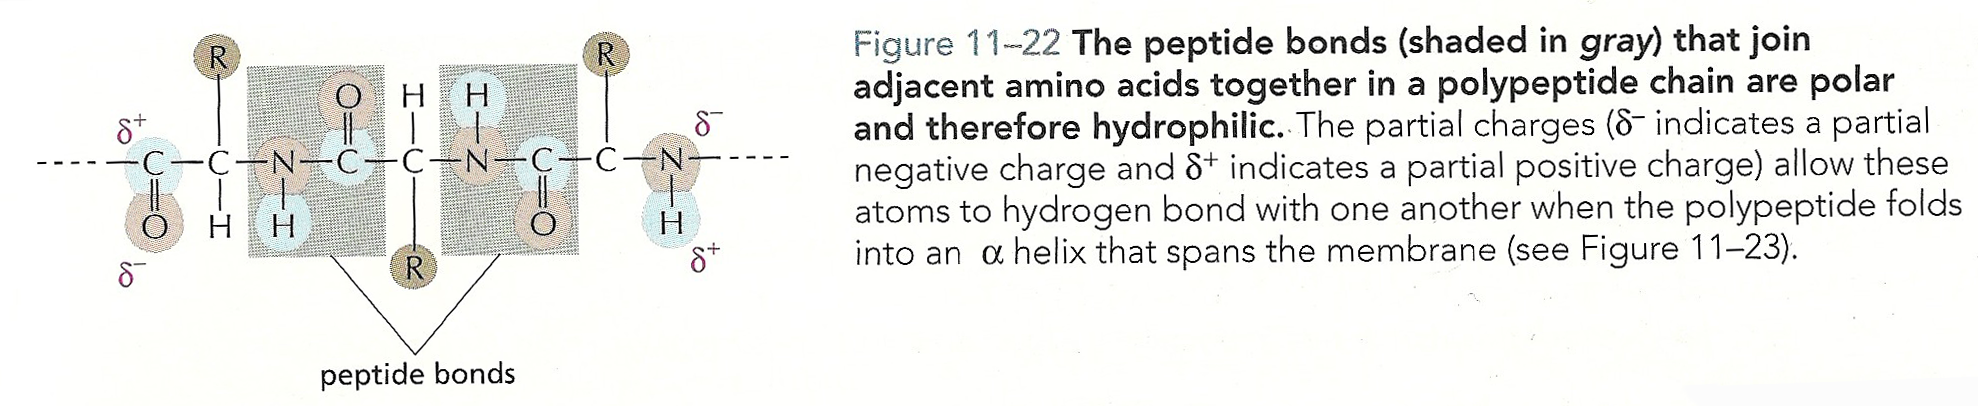 R R
O H H
δ+ δ−
C C N C C N C C N
O H H O H
δ− R δ+
peptide bonds
Figure 11–22 The peptide bonds (shaded in gray) that join
adjacent amino acids together in a polypeptide chain are polar
and therefore hydrophilic. The partial charges (δ− indicates a partial
negative charge and δ+ indicates a partial positive charge) allow these
atoms to hydrogen bond with one another when the polypeptide folds
into an α helix that spans the membrane (see Figure 11–23).